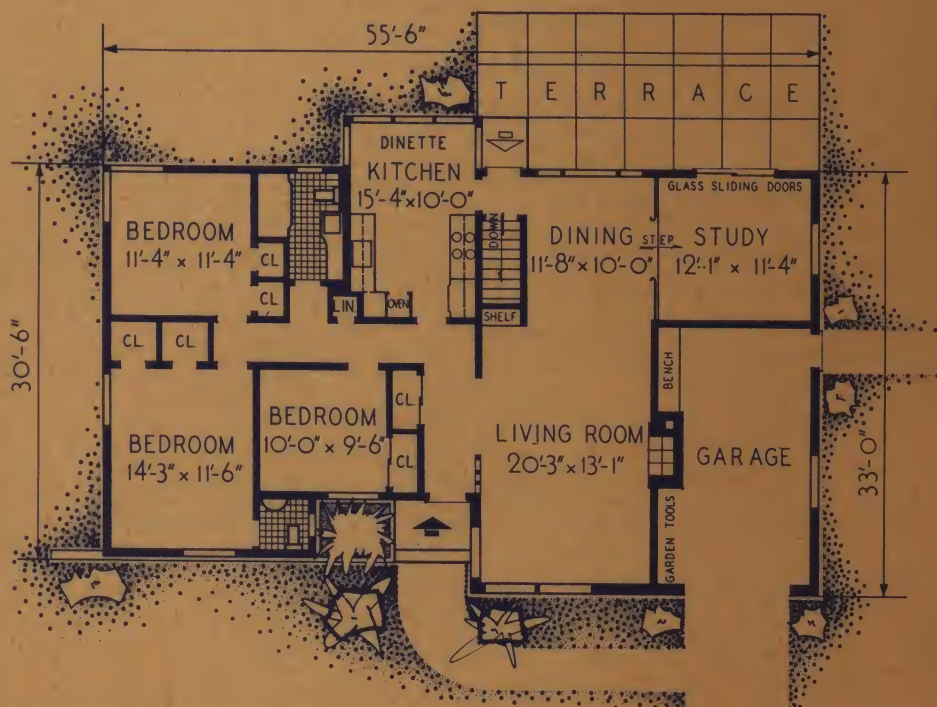 55'-6"
TERRACE
DINETTE
KITCHEN
15'-4" x 10'-0"
GLASS SLIDING DOORS
BEDROOM
11'-4" x 11'-4"
CL
CL
LIN
OVEN
DOWN
SHELF
DINING
11'-8" x 10'-0"
STEP
STUDY
12'-1" x 11'-4"
CL.
CL.
30'-6"
BEDROOM
14'-3" x 11'-6"
BEDROOM
10'-0" x 9'-6"
CL.
CL.
LIVING ROOM
20'-3" x 13'-1"
BENCH
GARAGE
GARDEN TOOLS
33'-0"